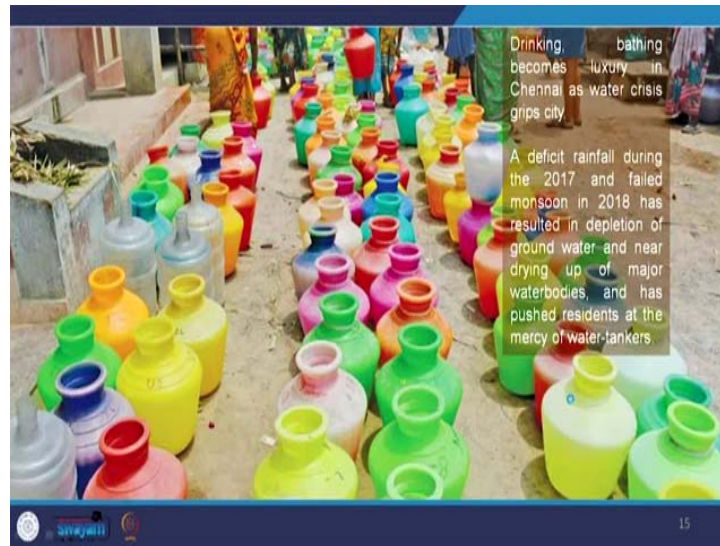 Drinking, bathing
becomes luxury in
Chennai as water crisis
grips city.
A deficit rainfall during
the 2017 and failed
monsoon in 2018 has
resulted in depletion of
ground water and near
drying up of major
waterbodies, and has
pushed residents at the
mercy of water-tankers
swayam
15